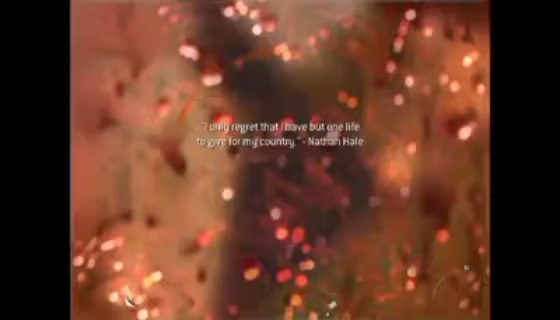 "I only regret that I have but one life
to give for my country." - Nathan Hale